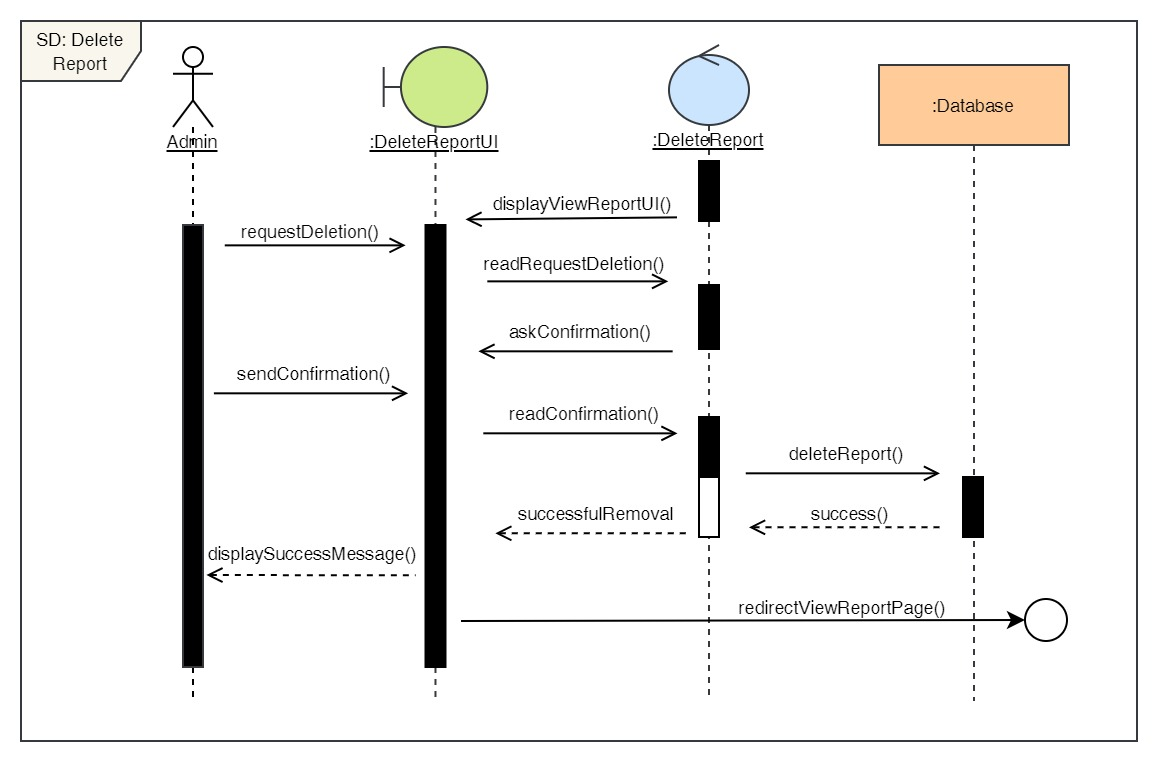 SD: Delete
Report
Admin
:DeleteReportUI
:DeleteReport
:Database
displayViewReportUI()
requestDeletion()
readRequestDeletion()
askConfirmation()
sendConfirmation()
readConfirmation()
deleteReport()
successfulRemoval
success()
displaySuccessMessage()
redirectViewReportPage()